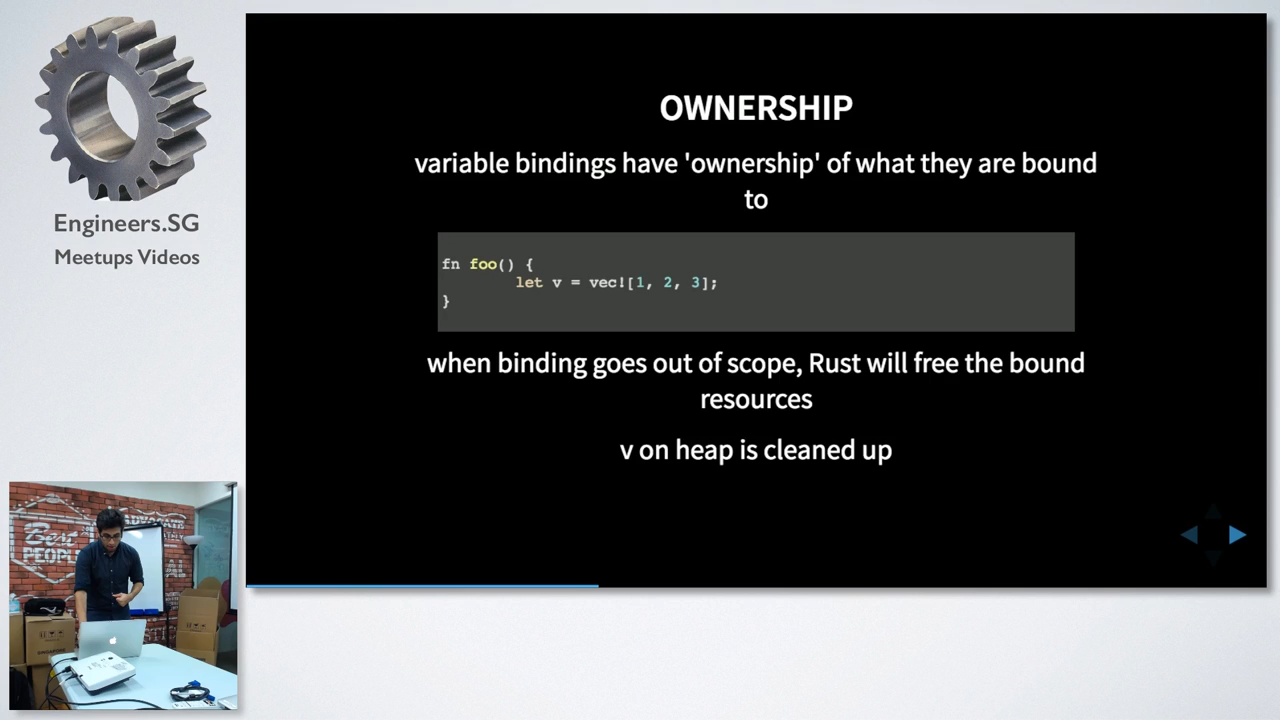 Engineers.SG
Meetups Videos
OWNERSHIP
variable bindings have 'ownership' of what they are bound
to
fn foo() {
let v = vec![1, 2, 3];
}
when binding goes out of scope, Rust will free the bound
resources
v on heap is cleaned up
Best
PEOPLE